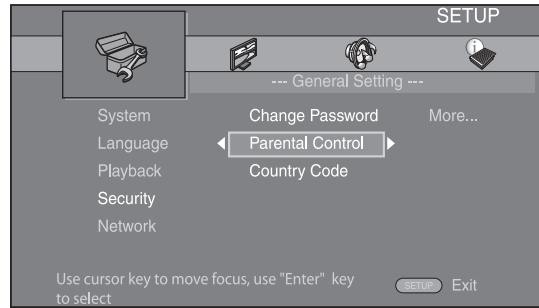 SETUP
--- General Setting ---
System Change Password More...
Language Parental Control
Playback Country Code
Security
Network
Use cursor key to move focus, use "Enter" key
to select
SETUP Exit